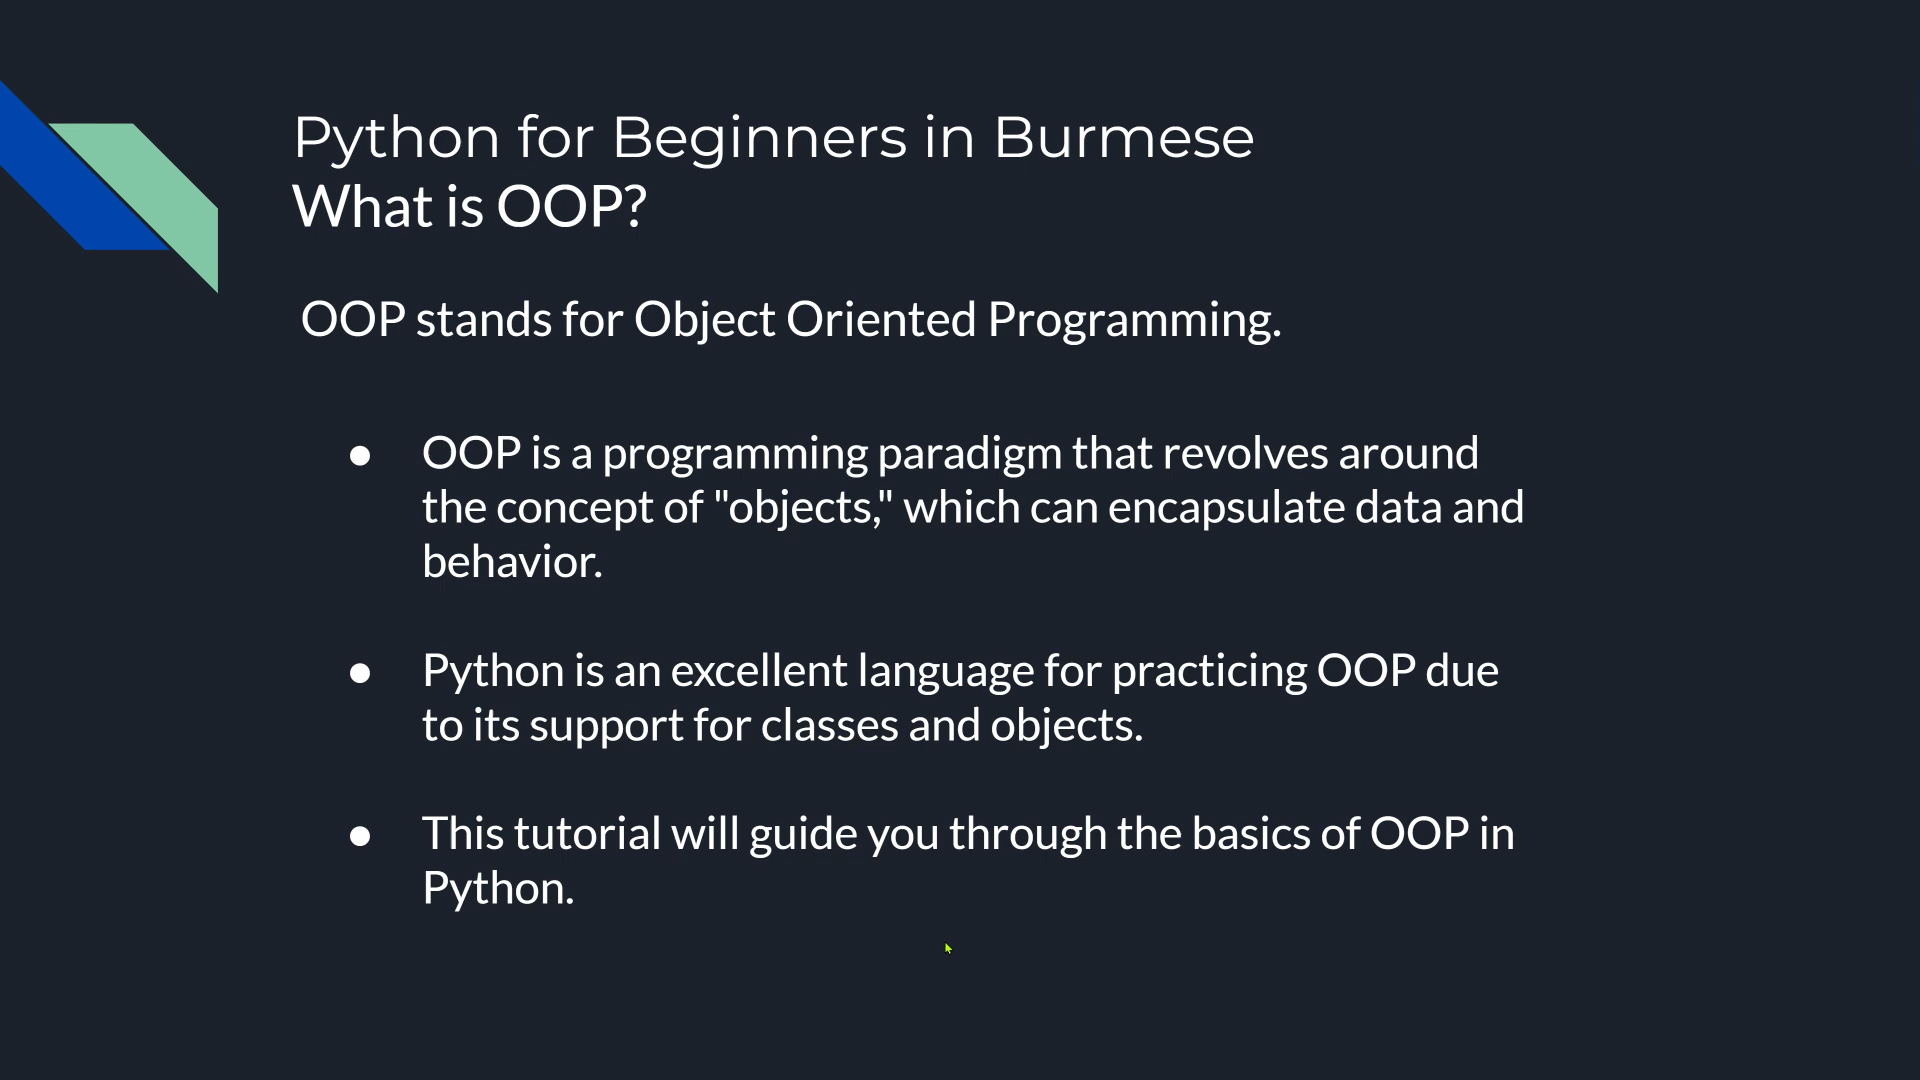 Python for Beginners in Burmese
What is OOP?
OOP stands for Object Oriented Programming.
● OOP is a programming paradigm that revolves around
the concept of "objects," which can encapsulate data and
behavior.
● Python is an excellent language for practicing OOP due
to its support for classes and objects.
● This tutorial will guide you through the basics of OOP in
Python.